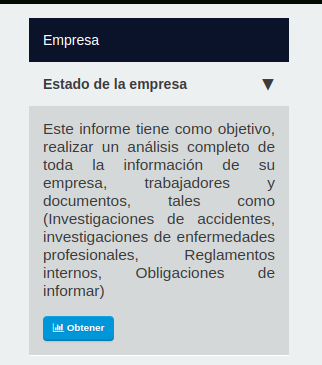 Empresa
Estado de la empresa
Este informe tiene como objetivo,
realizar un análisis completo de
toda la información de su
empresa, trabajadores y
documentos, tales como
(Investigaciones de accidentes,
investigaciones de enfermedades
profesionales, Reglamentos
internos, Obligaciones de
informar)
Obtener